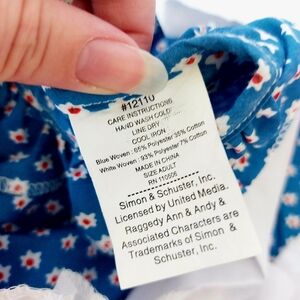 #12110
CARE INSTRUCTIONS
HAND WASH COLD
LINE DRY
COOL IRON
Blue Woven : 65% Polyester 35% Cotton
White Woven : 93% Polyester 7% Cotton
MADE IN CHINA
SIZE ADULT
RN 110506
Simon & Schuster, Inc.
Licensed by United Media.
Raggedy Ann & Andy &
Associated Characters are
Trademarks of Simon &
Schuster, Inc.